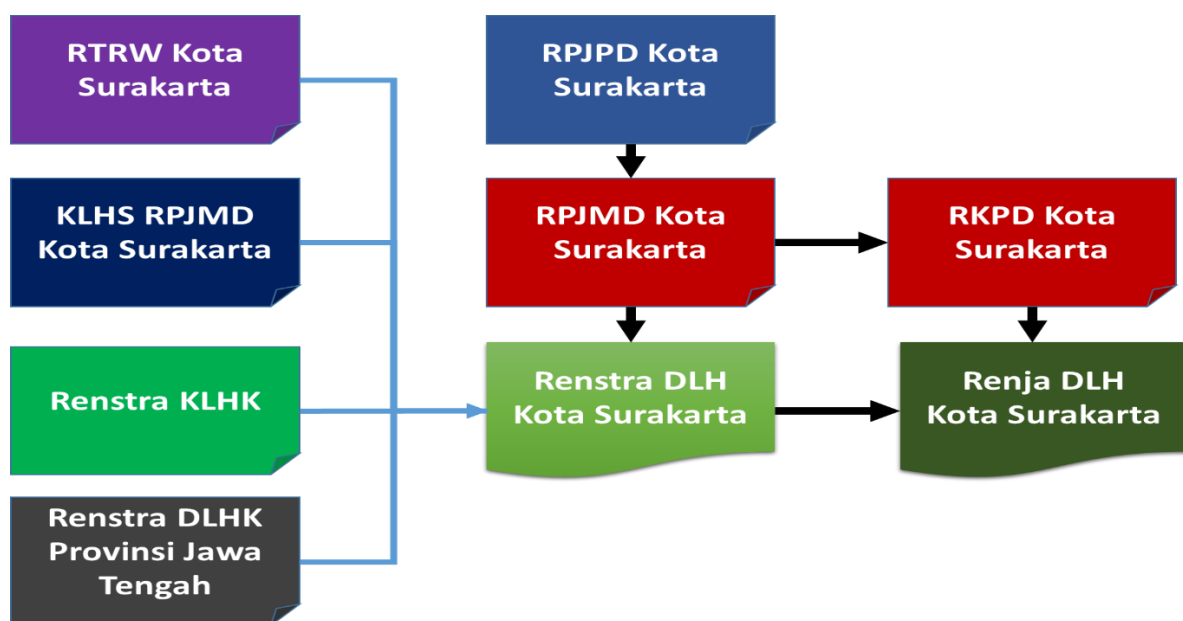 RTRW Kota
Surakarta
RPJPD Kota
Surakarta
KLHS RPJMD
Kota Surakarta
RPJMD Kota
Surakarta
RKPD Kota
Surakarta
Renstra KLHK
Renstra DLH
Kota Surakarta
Renja DLH
Kota Surakarta
Renstra DLHK
Provinsi Jawa
Tengah